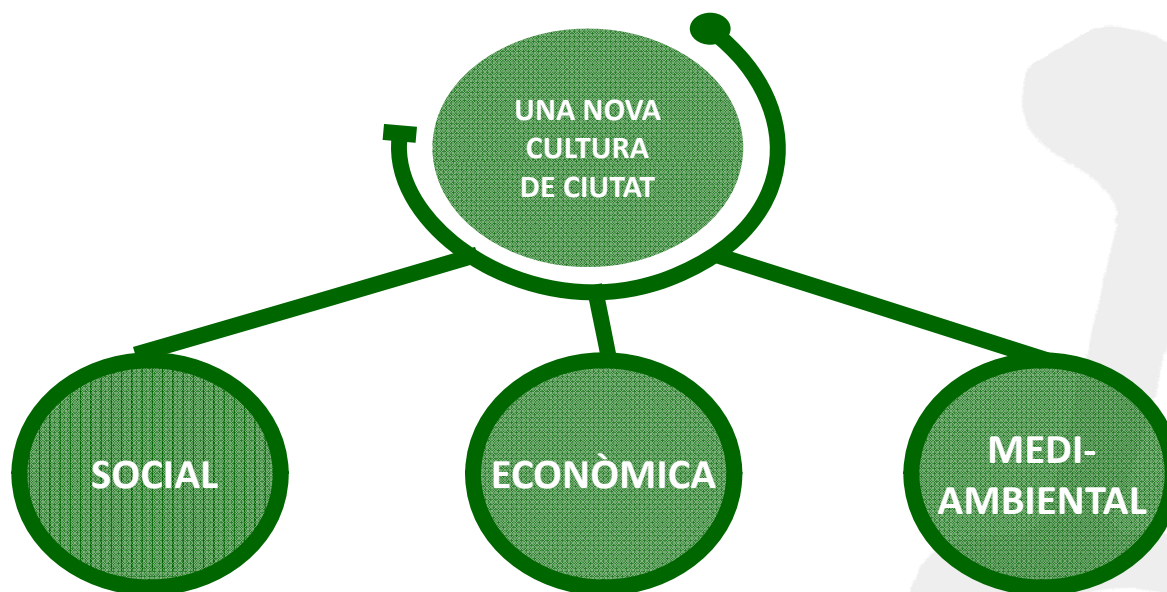 UNA NOVA
CULTURA
DE CIUTAT
SOCIAL
ECONÒMICA
MEDI-
AMBIENTAL